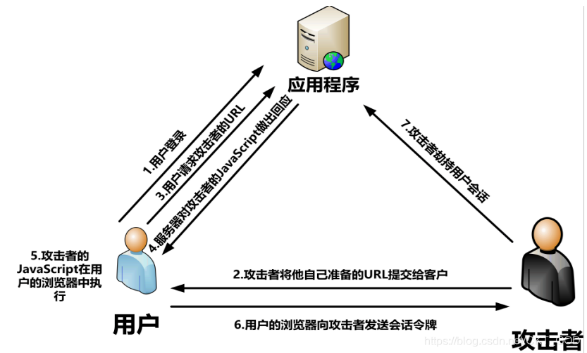 应用程序
1.用户登录
3.用户请求攻击者的URL
4.服务器对攻击者的JavaScript做出回应
7.攻击者劫持用户会话
5.攻击者的
JavaScript在用
户的浏览器中执
行
2.攻击者将他自己准备的URL提交给客户
用户
6.用户的浏览器向攻击者发送会话令牌
攻击者